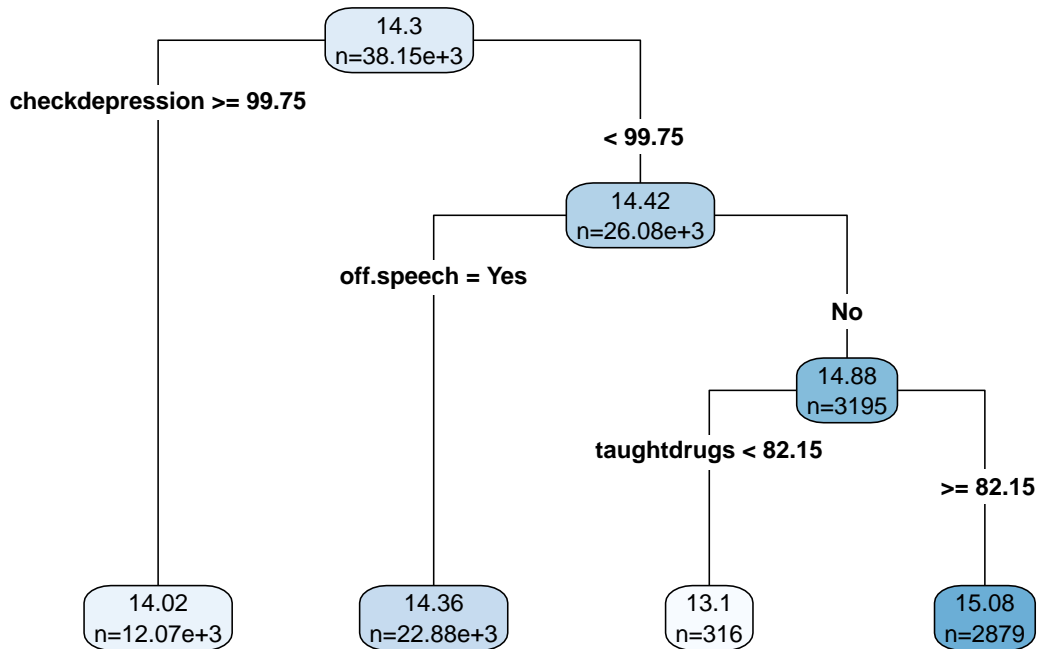 14.3
n=38.15e+3
checkdepression >= 99.75
< 99.75
14.42
n=26.08e+3
off.speech = Yes
No
14.88
n=3195
taughtdrugs < 82.15
>= 82.15
14.02
n=12.07e+3
14.36
n=22.88e+3
13.1
n=316
15.08
n=2879